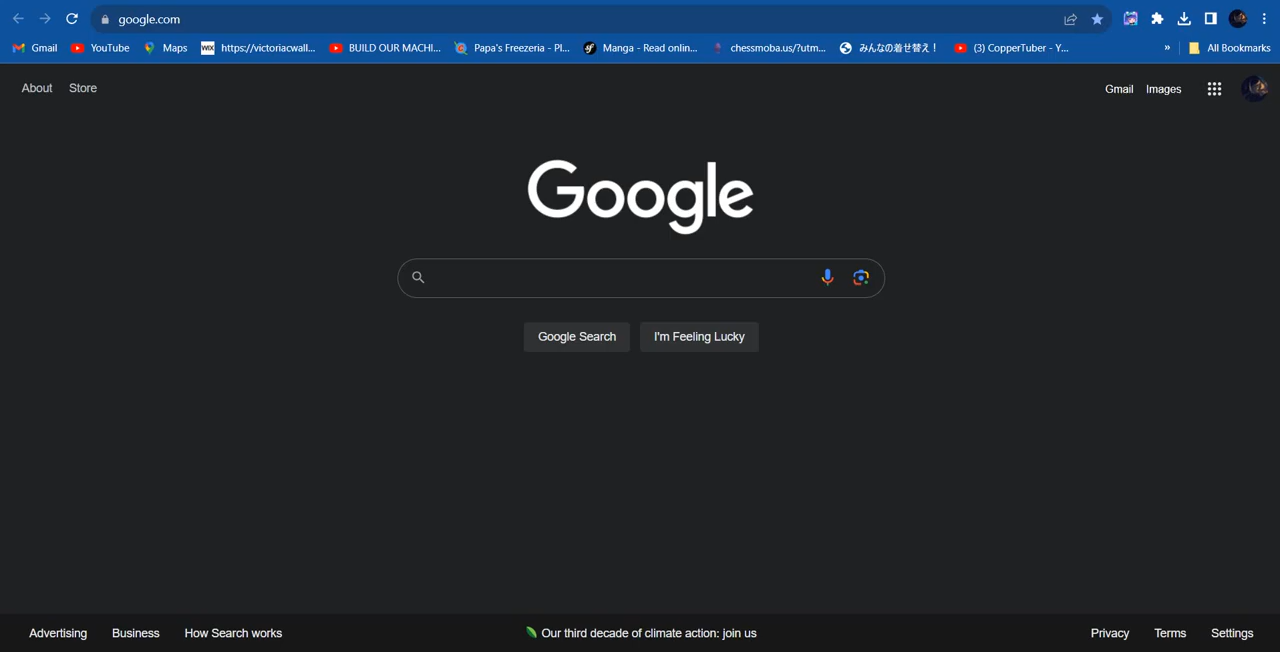 google.com
Gmail YouTube Maps https://victoriacwall... BUILD OUR MACHI... Papa's Freezeria - Pl... Manga - Read onlin... chessmoba.us/?utm... みんなの着せ替え！ (3) CopperTuber - Y... » All Bookmarks
About Store Gmail Images
Google
Google Search I'm Feeling Lucky
Advertising Business How Search works Our third decade of climate action: join us Privacy Terms Settings